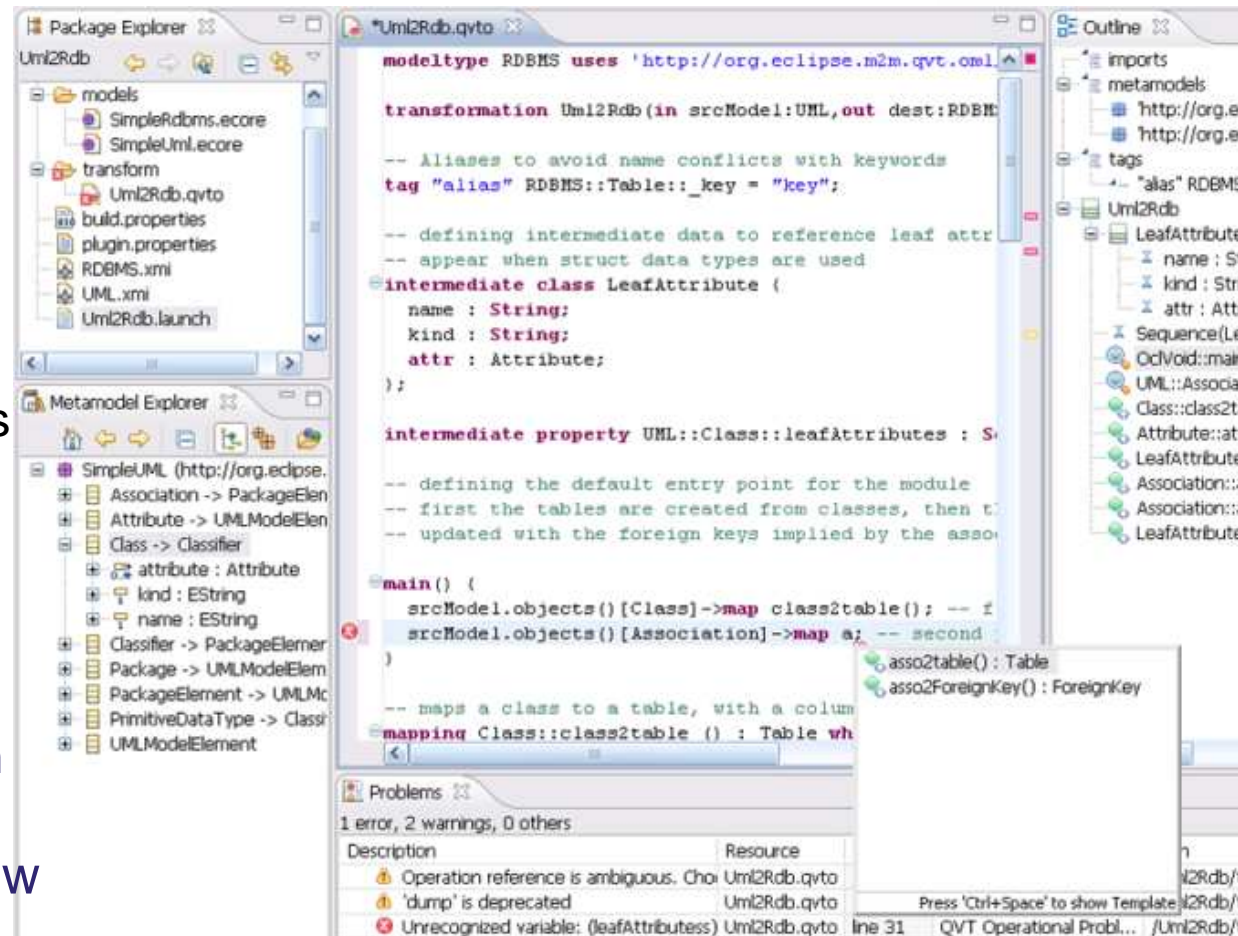 Package Explorer
Uml2Rdb
models
SimpleRdbms.ecore
SimpleUml.ecore
transform
Uml2Rdb.qvto
build.properties
plugin.properties
RDBMS.xmi
UML.xmi
Uml2Rdb.launch
s
Metamodel Explorer
SimpleUML (http://org.eclipse.
Association -> PackageElen
Attribute -> UMLModelElen
Class -> Classifier
attribute : Attribute
kind : EString
name : EString
Classifier -> PackageElemer
Package -> UMLModelElem
PackageElement -> UMLMc
PrimitiveDataType -> Classi
UMLModelElement
w
*Uml2Rdb.qvto
modeltype RDBMS uses 'http://org.eclipse.m2m.qvt.oml.
transformation Uml2Rdb(in srcModel:UML,out dest:RDBM
-- Aliases to avoid name conflicts with keywords
tag "alias" RDBMS::Table::_key = "key";
-- defining intermediate data to reference leaf attr
-- appear when struct data types are used
intermediate class LeafAttribute {
name : String;
kind : String;
attr : Attribute;
};
intermediate property UML::Class::leafAttributes : S
-- defining the default entry point for the module
-- first the tables are created from classes, then t
-- updated with the foreign keys implied by the asso
main() {
srcModel.objects()[Class]->map class2table(); -- f
srcModel.objects()[Association]->map a; -- second
}
asso2table() : Table
asso2ForeignKey() : ForeignKey
Press 'Ctrl+Space' to show Template
-- maps a class to a table, with a colum
mapping Class::class2table () : Table wh
Outline
imports
metamodels
'http://org.e
'http://org.e
tags
"alias" RDBMS
Uml2Rdb
LeafAttribute
name : S
kind : Str
attr : Att
Sequence(Le
OclVoid::main
UML::Associa
Class::class2t
Attribute::at
LeafAttribute
Association::
Association::
LeafAttribute
Problems
1 error, 2 warnings, 0 others
Description Resource
Operation reference is ambiguous. Choo Uml2Rdb.qvto l2Rdb/
'dump' is deprecated Uml2Rdb.qvto l2Rdb/
Unrecognized variable: (leafAttributess) Uml2Rdb.qvto line 31 QVT Operational Probl... /Uml2Rdb/